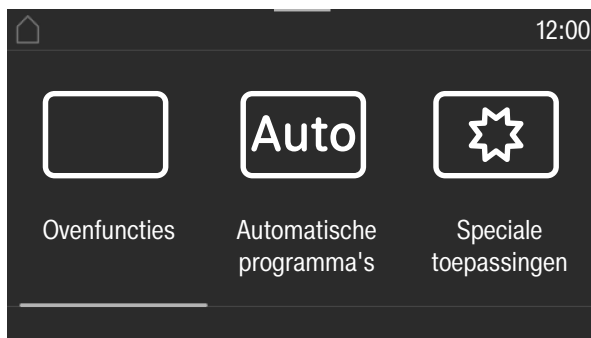 12:00
Auto
Ovenfuncties
Automatische
programma's
Speciale
toepassingen